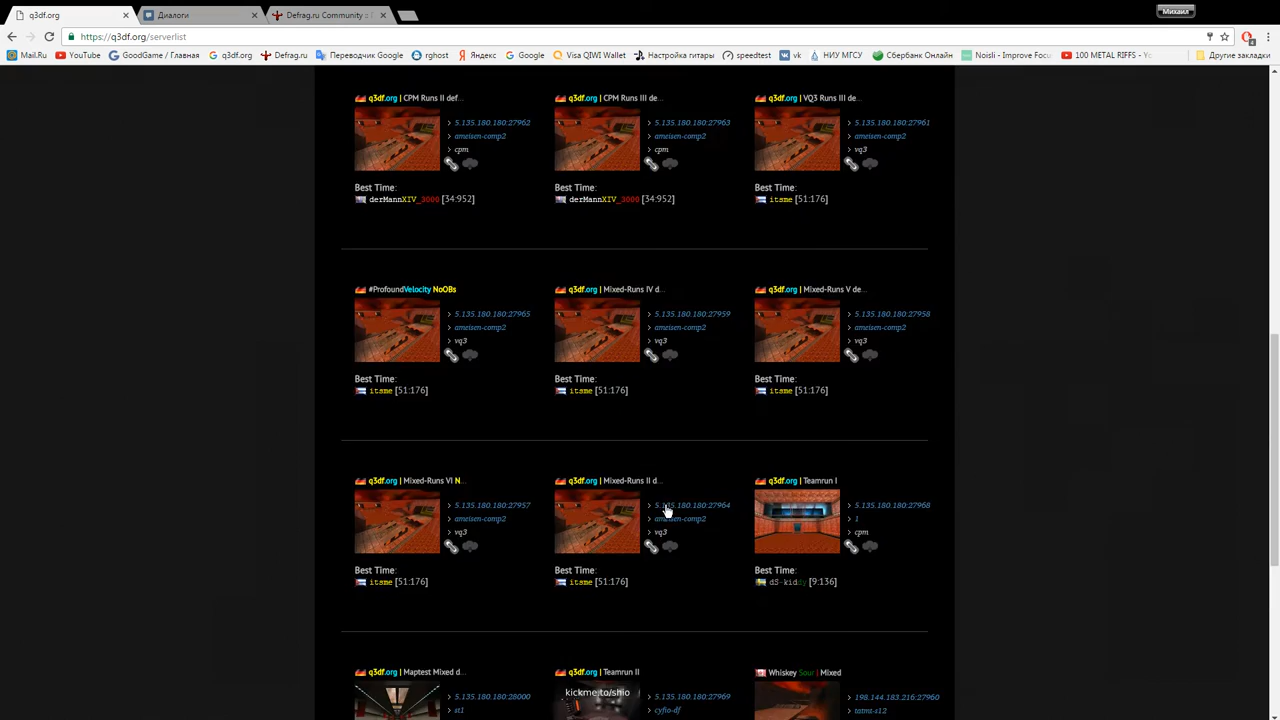 q3df.org
Диалоги
Defrag.ru Community :: I
Михаил
https://q3df.org/serverlist
Mail.Ru YouTube GoodGame / Главная q3df.org Defrag.ru Переводчик Google rghost Яндекс Google Visa QIWI Wallet Настройка гитары speedtest vk НИУ МГСУ Сбербанк Онлайн Noisli - Improve Focu 100 METAL RIFFS - Yo Другие закладки
q3df.org | CPM Runs II def...
5.135.180.180:27962
ameisen-comp2
cpm
Best Time:
derMannXIV_3000 [34:952]
q3df.org | CPM Runs III de...
5.135.180.180:27963
ameisen-comp2
cpm
Best Time:
derMannXIV_3000 [34:952]
q3df.org | VQ3 Runs III de...
5.135.180.180:27961
ameisen-comp2
vq3
Best Time:
itsme [51:176]
#ProfoundVelocity NoOBs
5.135.180.180:27965
ameisen-comp2
vq3
Best Time:
itsme [51:176]
q3df.org | Mixed-Runs IV d...
5.135.180.180:27959
ameisen-comp2
vq3
Best Time:
itsme [51:176]
q3df.org | Mixed-Runs V de...
5.135.180.180:27958
ameisen-comp2
vq3
Best Time:
itsme [51:176]
q3df.org | Mixed-Runs VI N...
5.135.180.180:27957
ameisen-comp2
vq3
Best Time:
itsme [51:176]
q3df.org | Mixed-Runs II d...
5.135.180.180:27964
ameisen-comp2
vq3
Best Time:
itsme [51:176]
q3df.org | Teamrun I
5.135.180.180:27968
1
cpm
Best Time:
dS-kiddy [9:136]
q3df.org | Maptest Mixed d...
5.135.180.180:28000
st1
q3df.org | Teamrun II
kickme.to/shio
5.135.180.180:27969
cyfio-df
Whiskey Sour | Mixed
198.144.183.216:27960
tatmt-s12